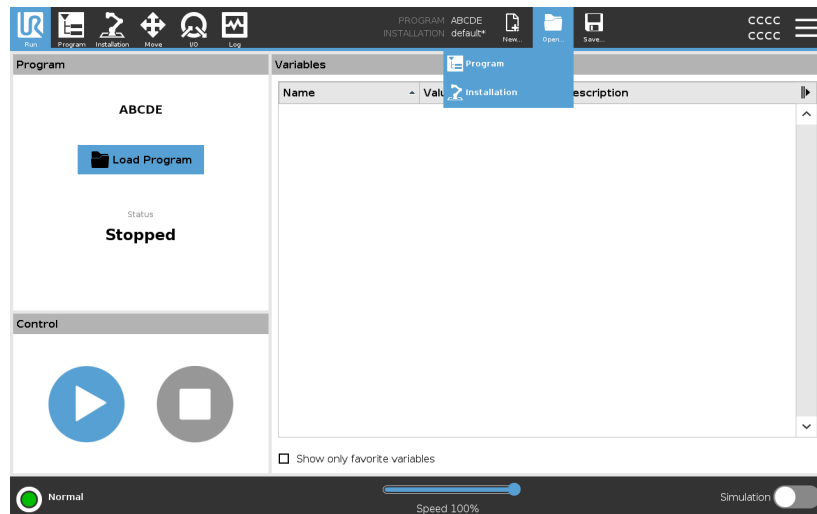 UR
Run
Program
Installation
Move
I/O
Log
PROGRAM ABCDE
INSTALLATION default*
New...
Open...
Save...
CCCC
CCCC
Program
Variables
Program
Installation
Name
Valu
escription
ABCDE
Load Program
Status
Stopped
Control
Show only favorite variables
Normal
Speed 100%
Simulation